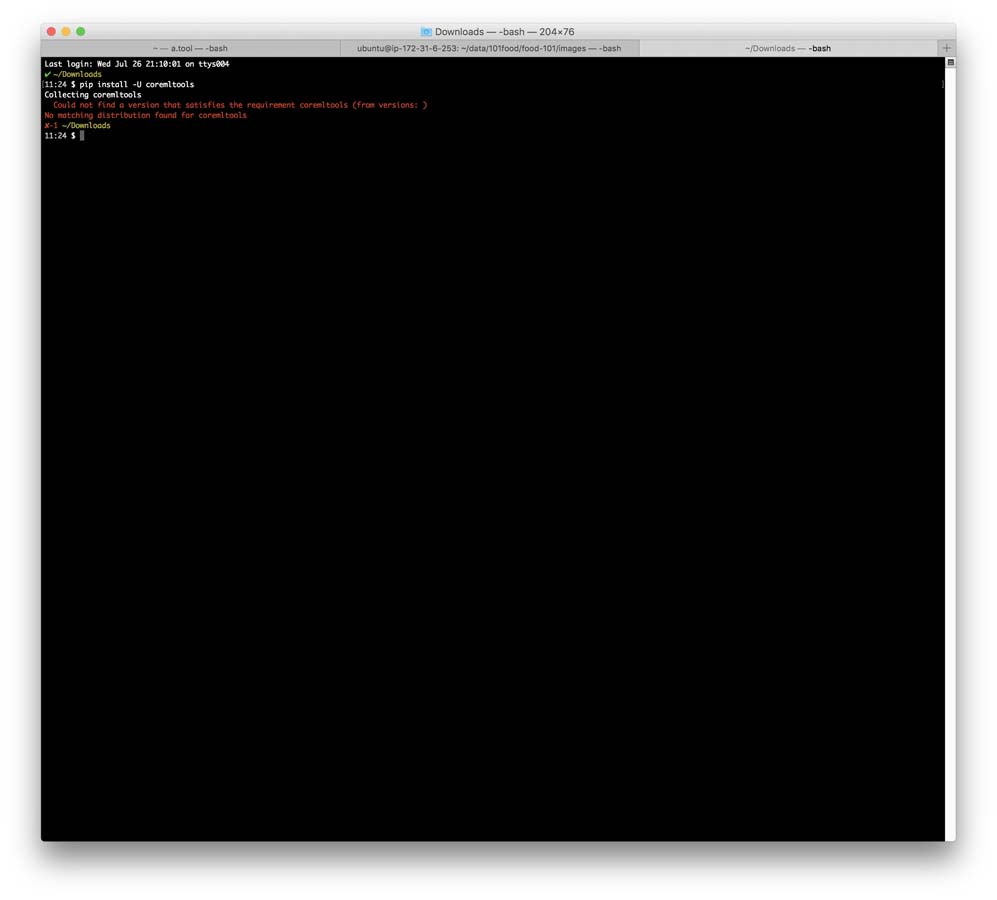 Downloads — -bash — 204×76
~ — a.tool — -bash
ubuntu@ip-172-31-6-253: ~/data/101food/food-101/images — -bash
~/Downloads — -bash
+
Last login: Wed Jul 26 21:10:01 on ttys004
✔ ~/Downloads
[11:24 $ pip install -U coremltools ]
Collecting coremltools
  Could not find a version that satisfies the requirement coremltools (from versions: )
No matching distribution found for coremltools
✘-1 ~/Downloads
11:24 $